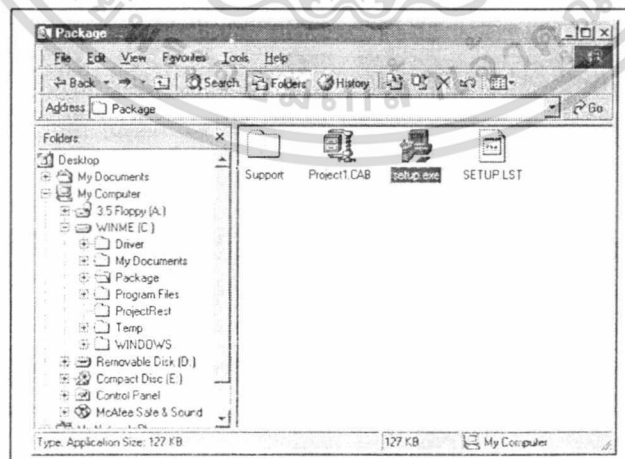 Package
File Edit View Favorites Tools Help
Back Search Folders History
Address Package Go
Folders
Desktop
My Documents
My Computer
3.5 Floppy (A:)
WINME (C:)
Driver
My Documents
Package
Program Files
ProjectRest
Temp
WINDOWS
Removable Disk (D:)
Compact Disc (E:)
Control Panel
McAfee Safe & Sound
Support Project1.CAB setup.exe SETUP.LST
Type: Application Size: 127 KB 127 KB My Computer